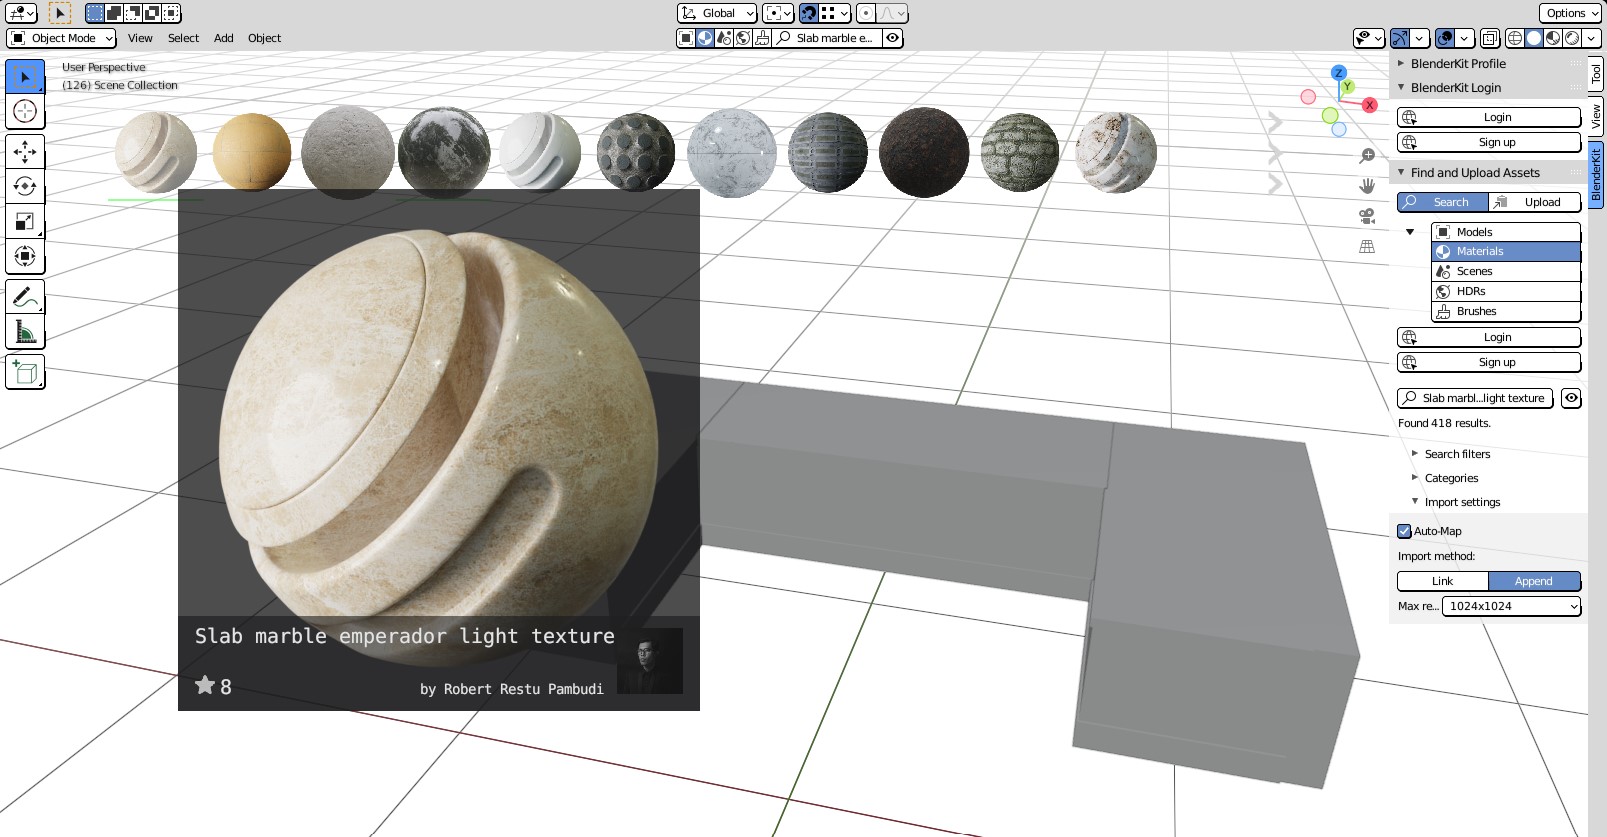 Global
Options
Object Mode
View
Select
Add
Object
Slab marble e...
User Perspective
(126) Scene Collection
Z
Y
X
BlenderKit Profile
BlenderKit Login
Login
Sign up
Find and Upload Assets
Search
Upload
Models
Materials
Scenes
HDRs
Brushes
Login
Sign up
Slab marbl...light texture
Found 418 results.
Search filters
Categories
Import settings
Auto-Map
Import method:
Link
Append
Max re...
1024x1024
Tool
View
BlenderKit
Slab marble emperador light texture
8
by Robert Restu Pambudi